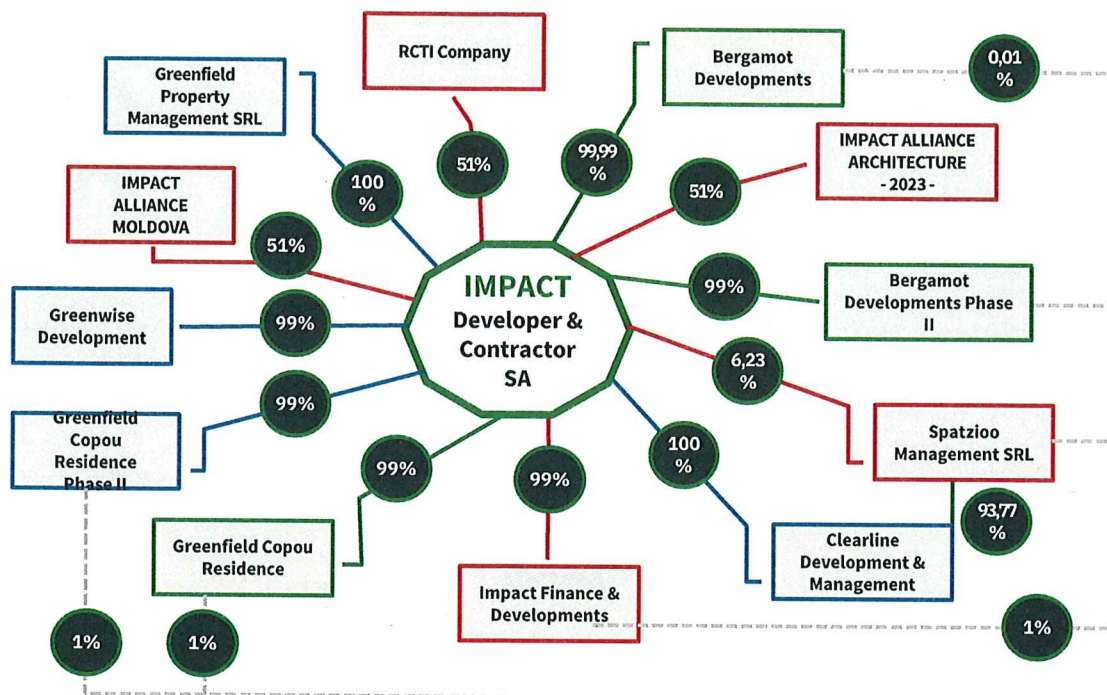 RCTI Company
Bergamot
Developments
0,01
%
Greenfield
Property
Management SRL
51%
99,99
%
IMPACT ALLIANCE
ARCHITECTURE
- 2023 -
51%
100
%
IMPACT
ALLIANCE
MOLDOVA
51%
IMPACT
Developer &
Contractor
SA
99%
Bergamot
Developments Phase
II
Greenwise
Development
99%
6,23
%
99%
Greenfield
Copou
Residence
Phase II
Spatzioo
Management SRL
99%
99%
100
%
93,77
%
Greenfield Copou
Residence
Impact Finance &
Developments
Clearline
Development &
Management
1%
1%
1%